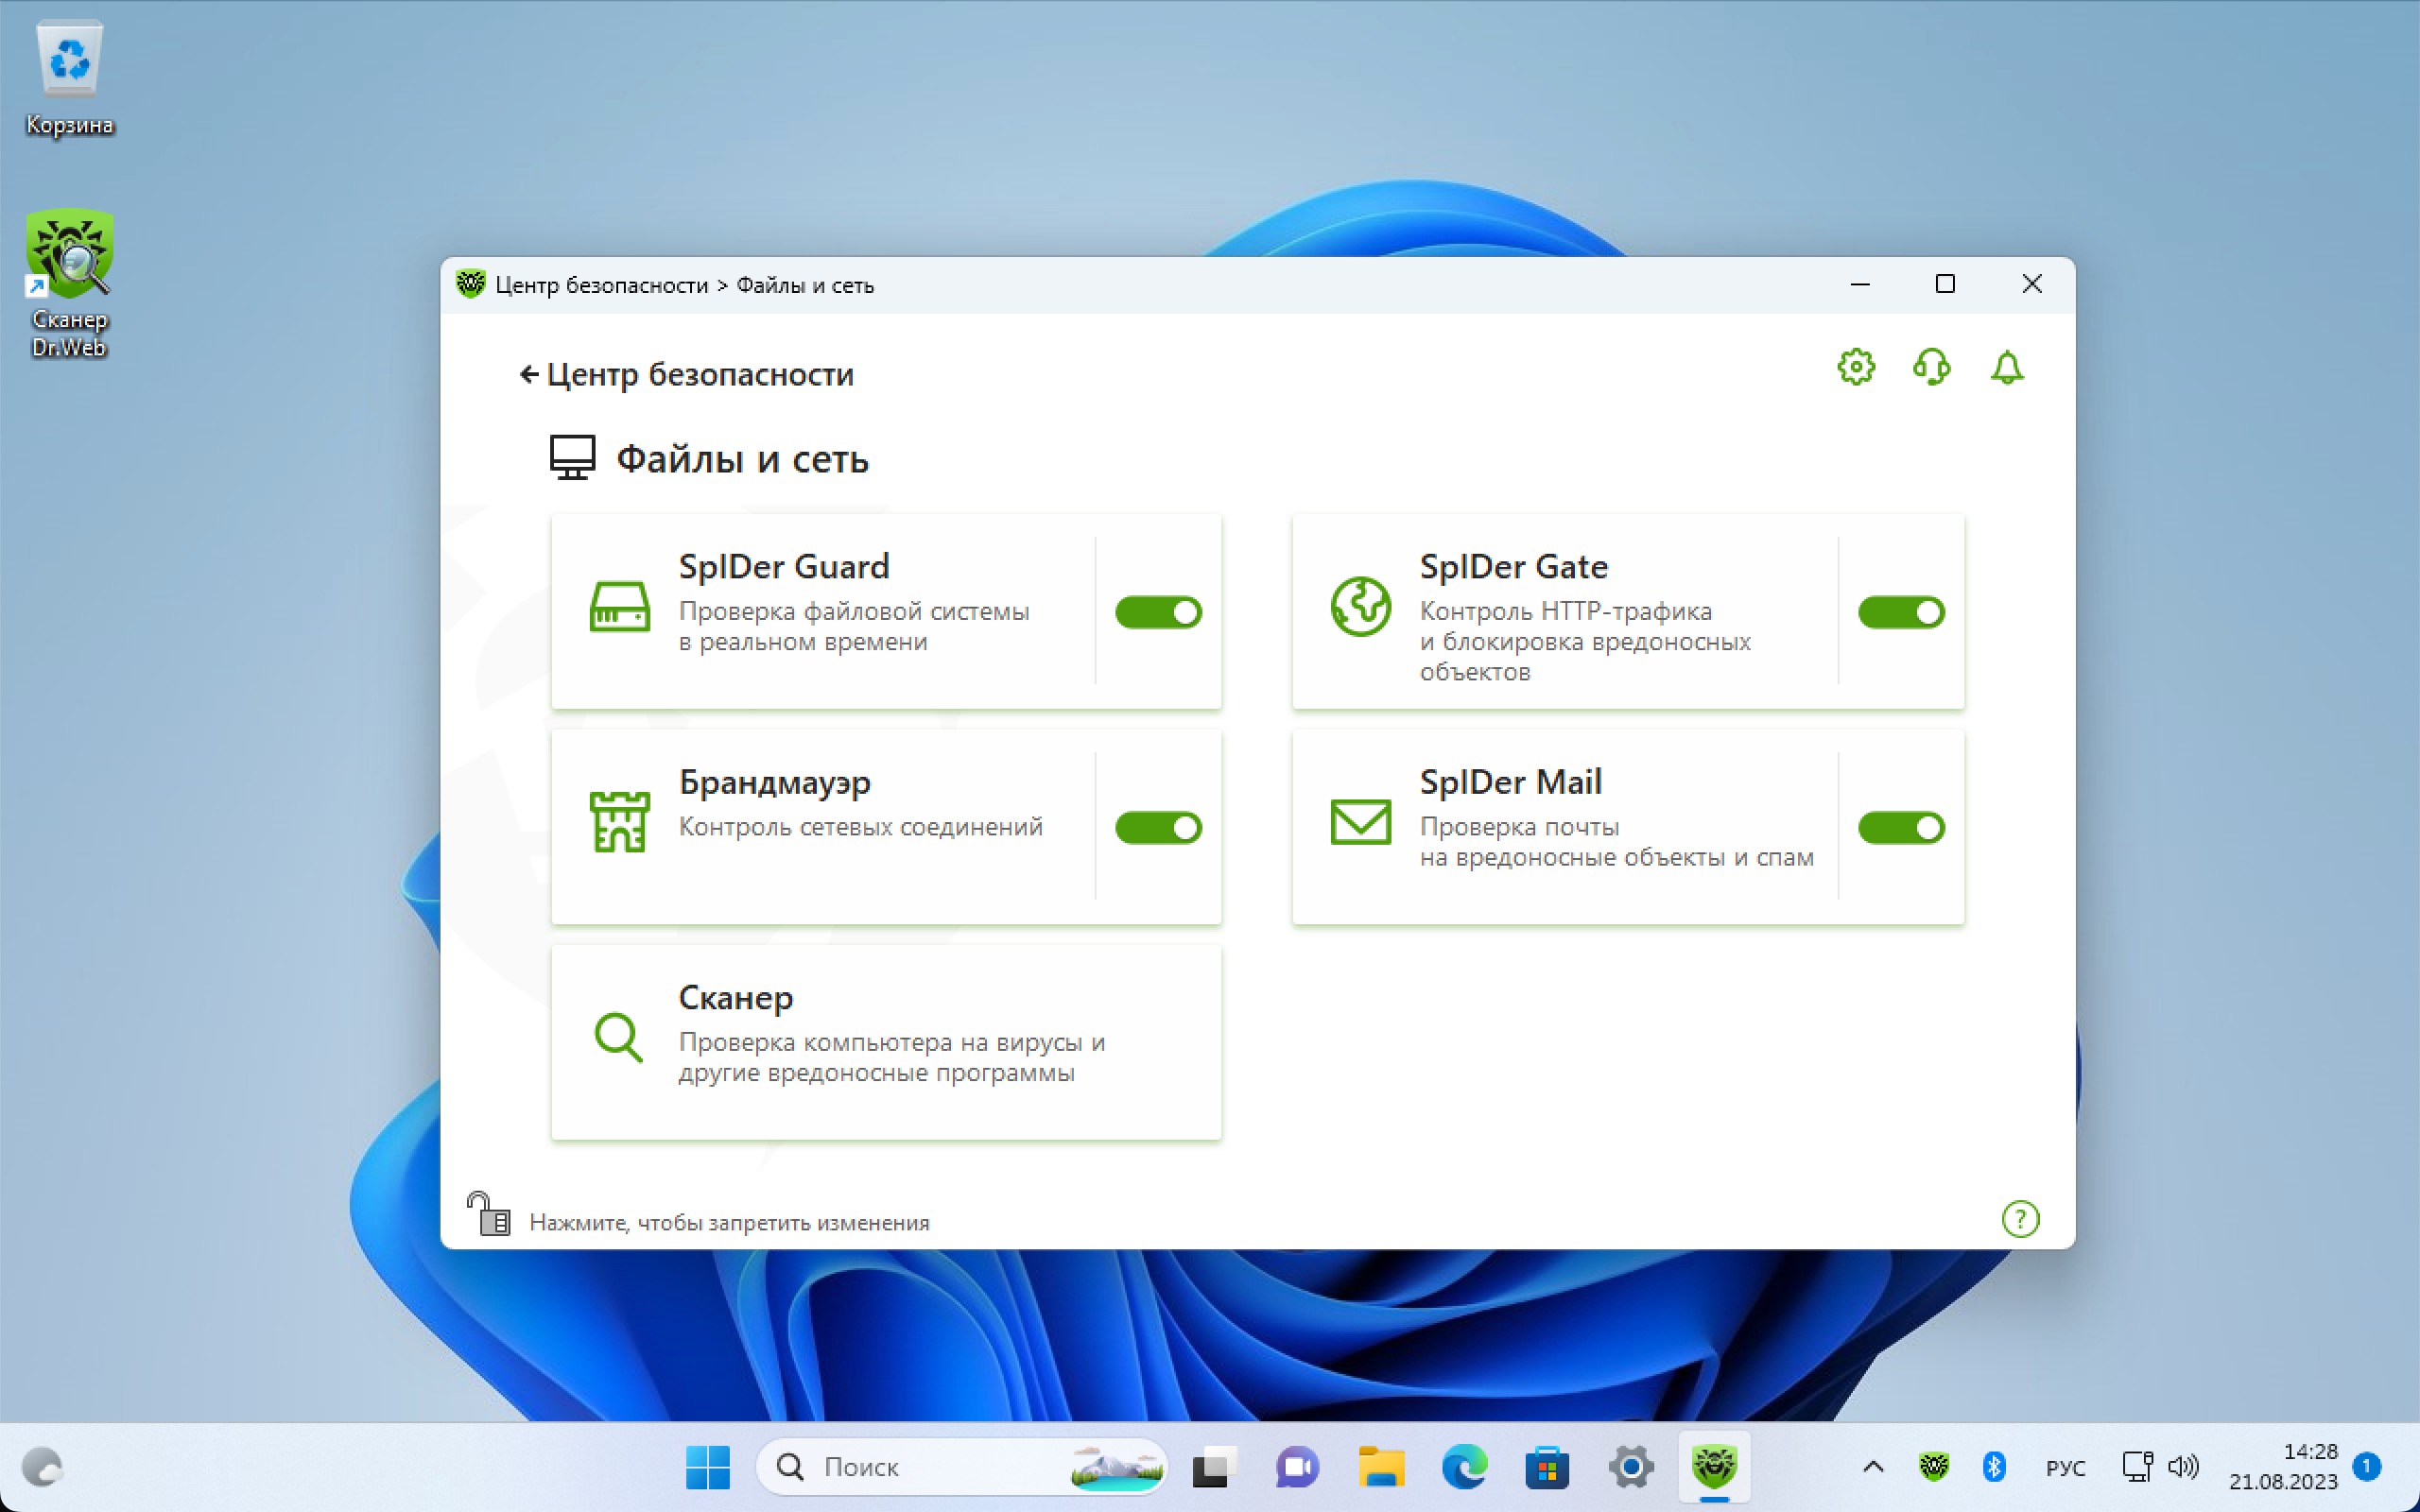 Корзина
Сканер
Dr.Web
Центр безопасности > Файлы и сеть
Центр безопасности
Файлы и сеть
SpIDer Guard
Проверка файловой системы
в реальном времени
SpIDer Gate
Контроль HTTP-трафика
и блокировка вредоносных
объектов
Брандмауэр
Контроль сетевых соединений
SpIDer Mail
Проверка почты
на вредоносные объекты и спам
Сканер
Проверка компьютера на вирусы и
другие вредоносные программы
Нажмите, чтобы запретить изменения
?
Поиск
РУС
14:28
21.08.2023
1